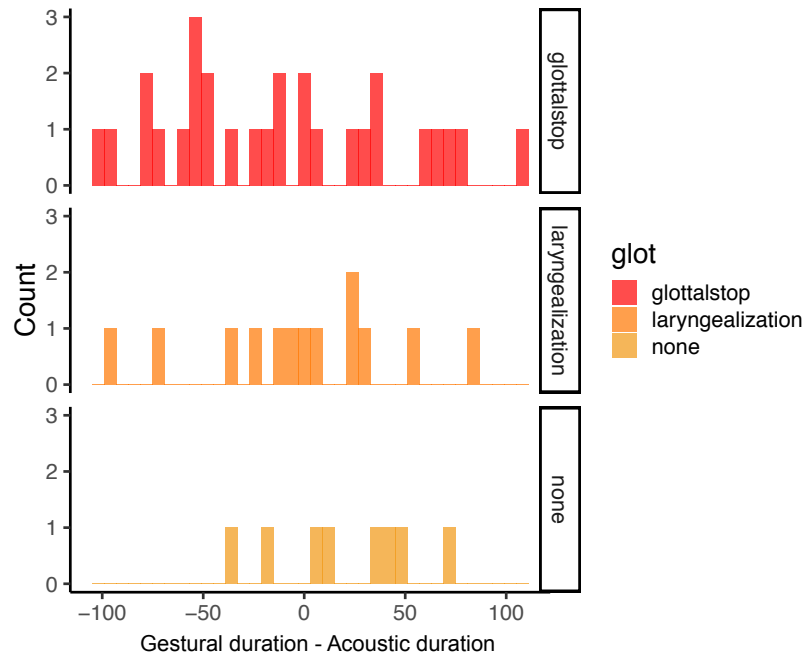 3
2
1
0
glottalstop
3
2
1
0
laryngealization
3
2
1
0
none
Count
−100 −50 0 50 100
Gestural duration - Acoustic duration
glot
glottalstop
laryngealization
none